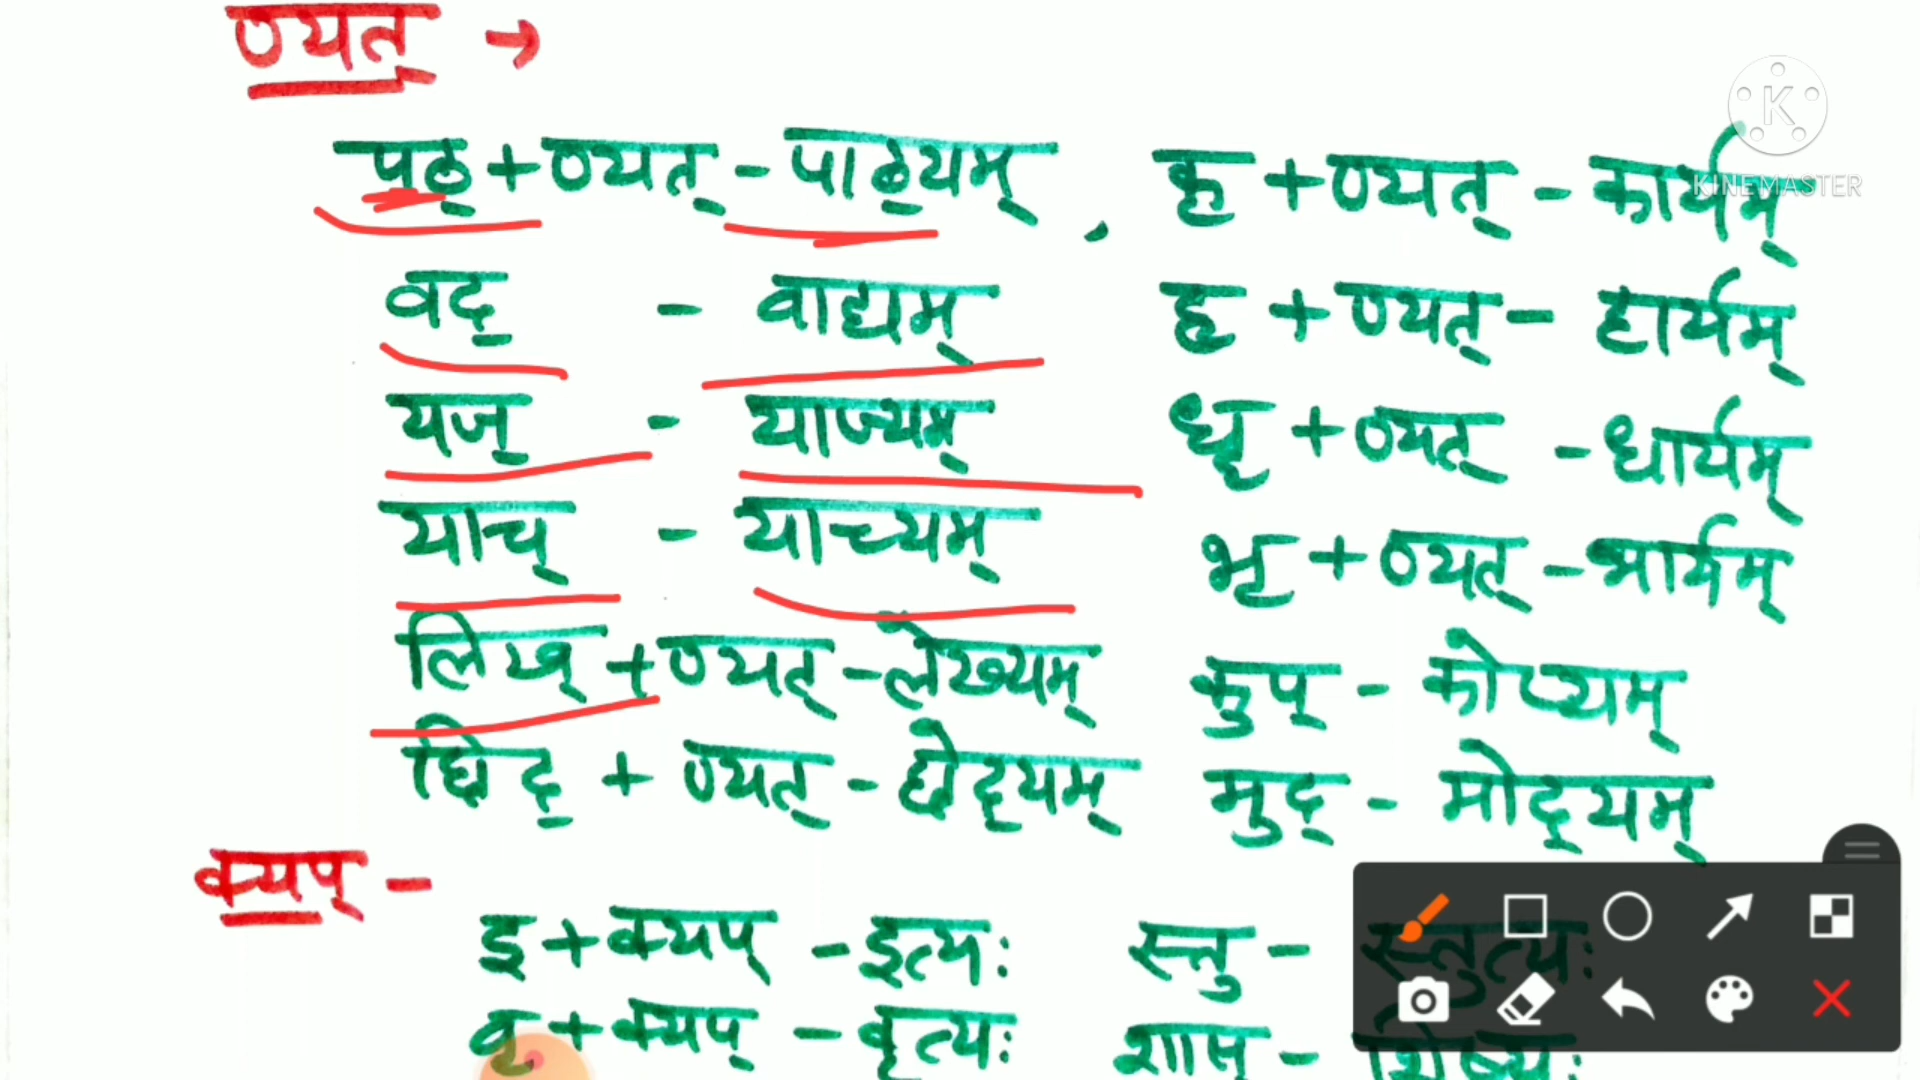 ण्यत् →
पठ् + ण्यत् - पाठ्यम् , कृ + ण्यत् - कार्यम्
वद् - वाद्यम् हृ + ण्यत् - हार्यम्
यज् - याज्यम् धृ + ण्यत् - धार्यम्
याच् - याच्यम् भृ + ण्यत् - भार्यम्
लिख् + ण्यत् - लेख्यम् कुप् - कोप्यम्
छिद् + ण्यत् - छेद्यम् मुद् - मोद्यम्
क्यप् -
इ + क्यप् - इत्यः स्तु - स्तुत्यः
वृ + क्यप् - वृत्यः शास् - शिष्यः
K
KINEMASTER